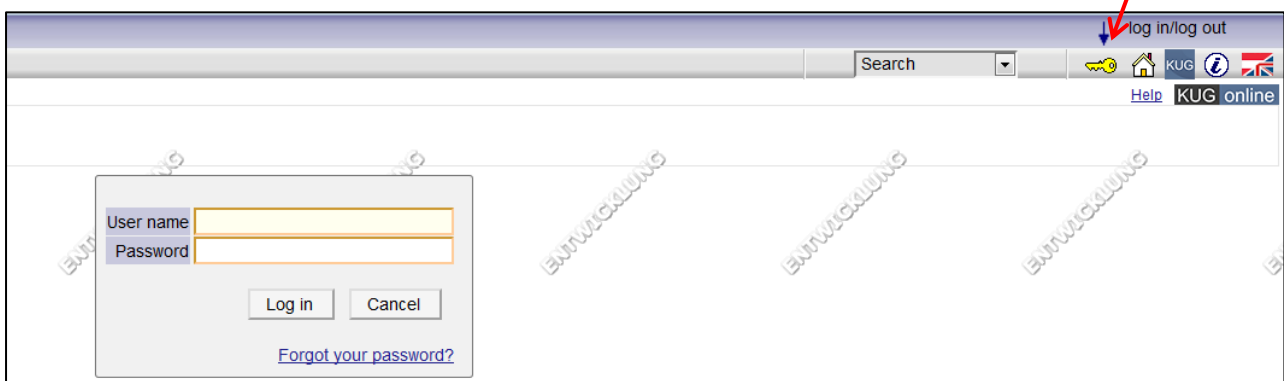 log in/log out
Search
KUG
Help KUG online
ENTWICKLUNG ENTWICKLUNG ENTWICKLUNG
User name
Password
Log in Cancel
Forgot your password?